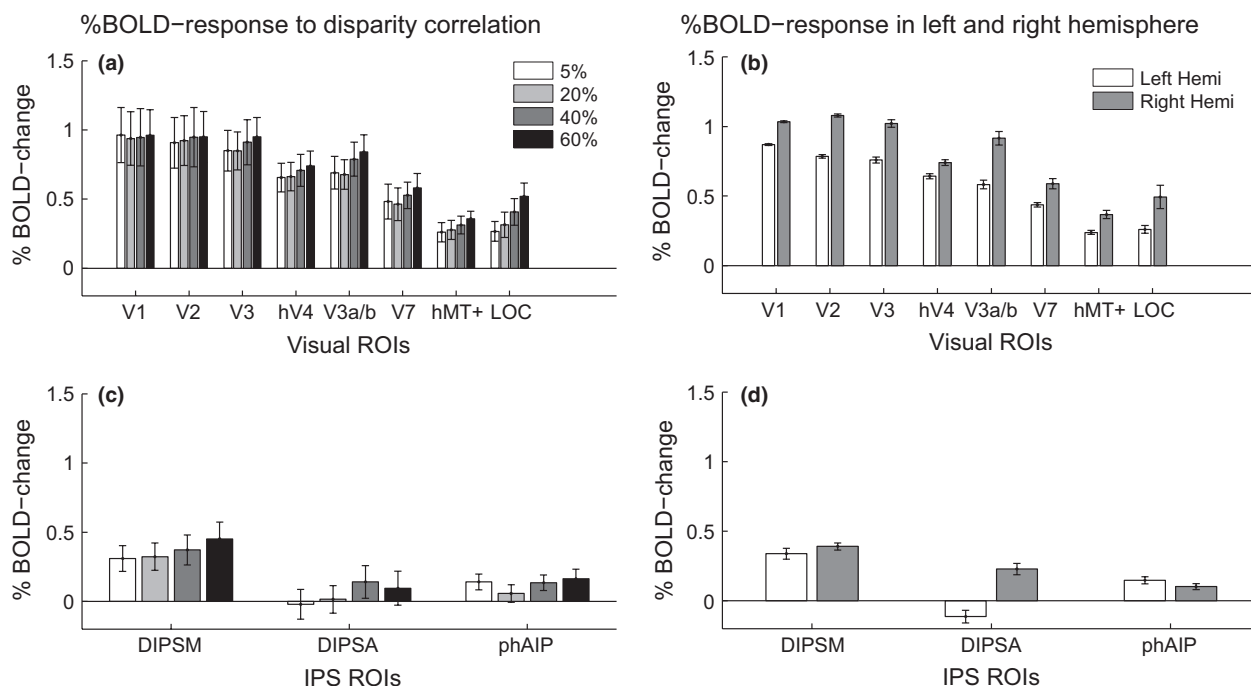 %BOLD−response to disparity correlation
%BOLD−response in left and right hemisphere
(a)
1.5
1
0.5
0
% BOLD−change
5%
20%
40%
60%
V1 V2 V3 hV4 V3a/b V7 hMT+ LOC
Visual ROIs
(b)
1.5
1
0.5
0
% BOLD−change
Left Hemi
Right Hemi
V1 V2 V3 hV4 V3a/b V7 hMT+ LOC
Visual ROIs
(c)
1.5
1
0.5
0
% BOLD−change
DIPSM DIPSA phAIP
IPS ROIs
(d)
1.5
1
0.5
0
% BOLD−change
DIPSM DIPSA phAIP
IPS ROIs